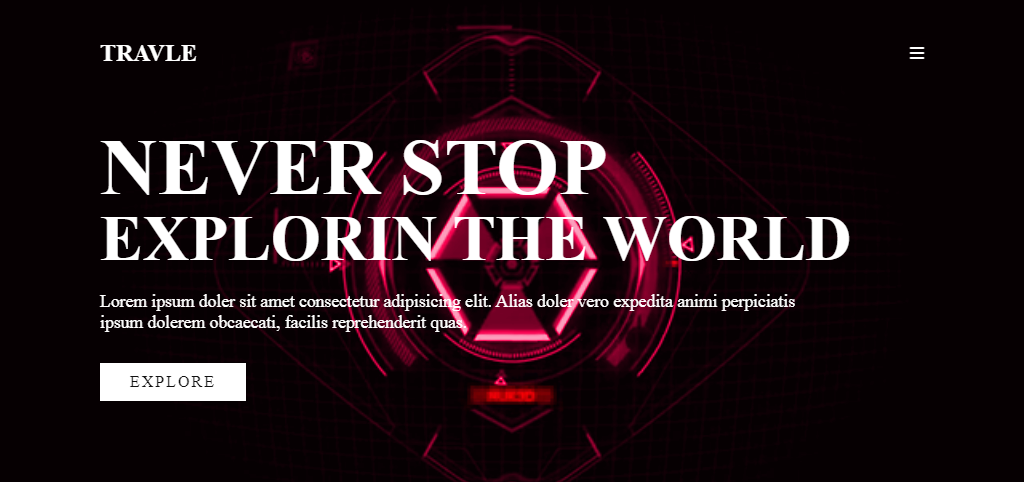 TRAVLE
NEVER STOP
EXPLORIN THE WORLD
Lorem ipsum doler sit amet consectetur adipisicing elit. Alias doler vero expedita animi perpiciatis
ipsum dolerem obcaecati, facilis reprehenderit quas.
EXPLORE